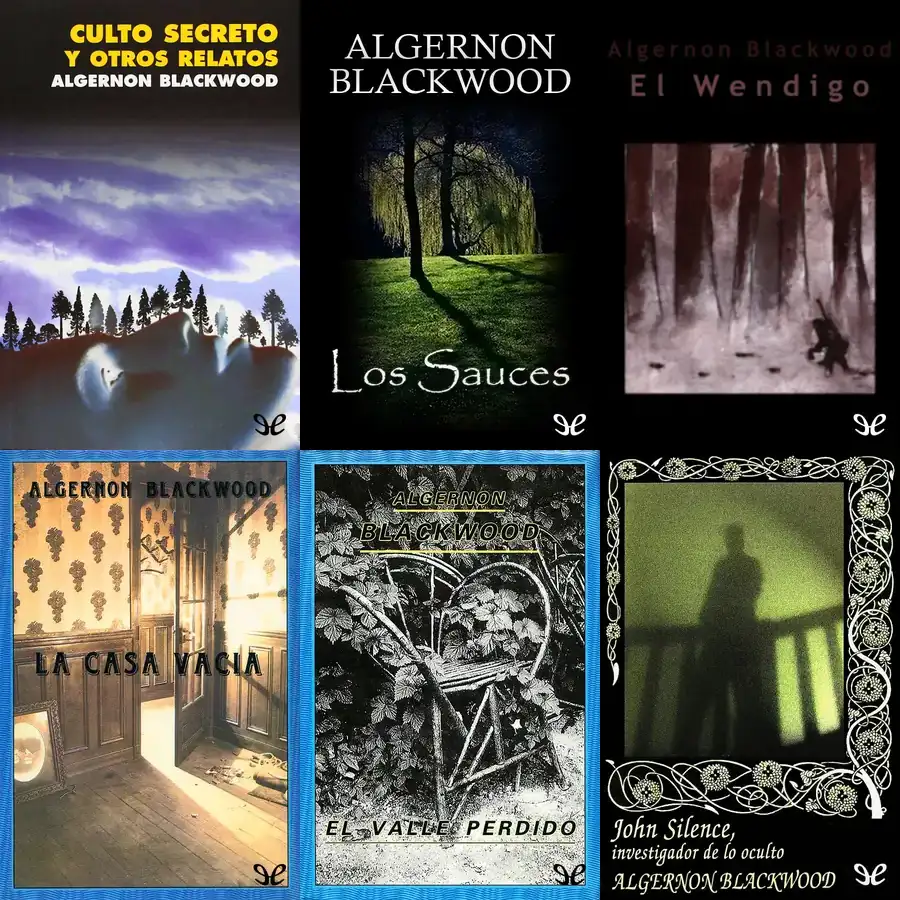 CULTO SECRETO
Y OTROS RELATOS
ALGERNON BLACKWOOD
ALGERNON
BLACKWOOD
Los Sauces
Algernon Blackwood
El Wendigo
ALGERNON BLACKWOOD
LA CASA VACIA
ALGERNON
BLACKWOOD
EL VALLE PERDIDO
John Silence,
investigador de lo oculto
ALGERNON BLACKWOOD